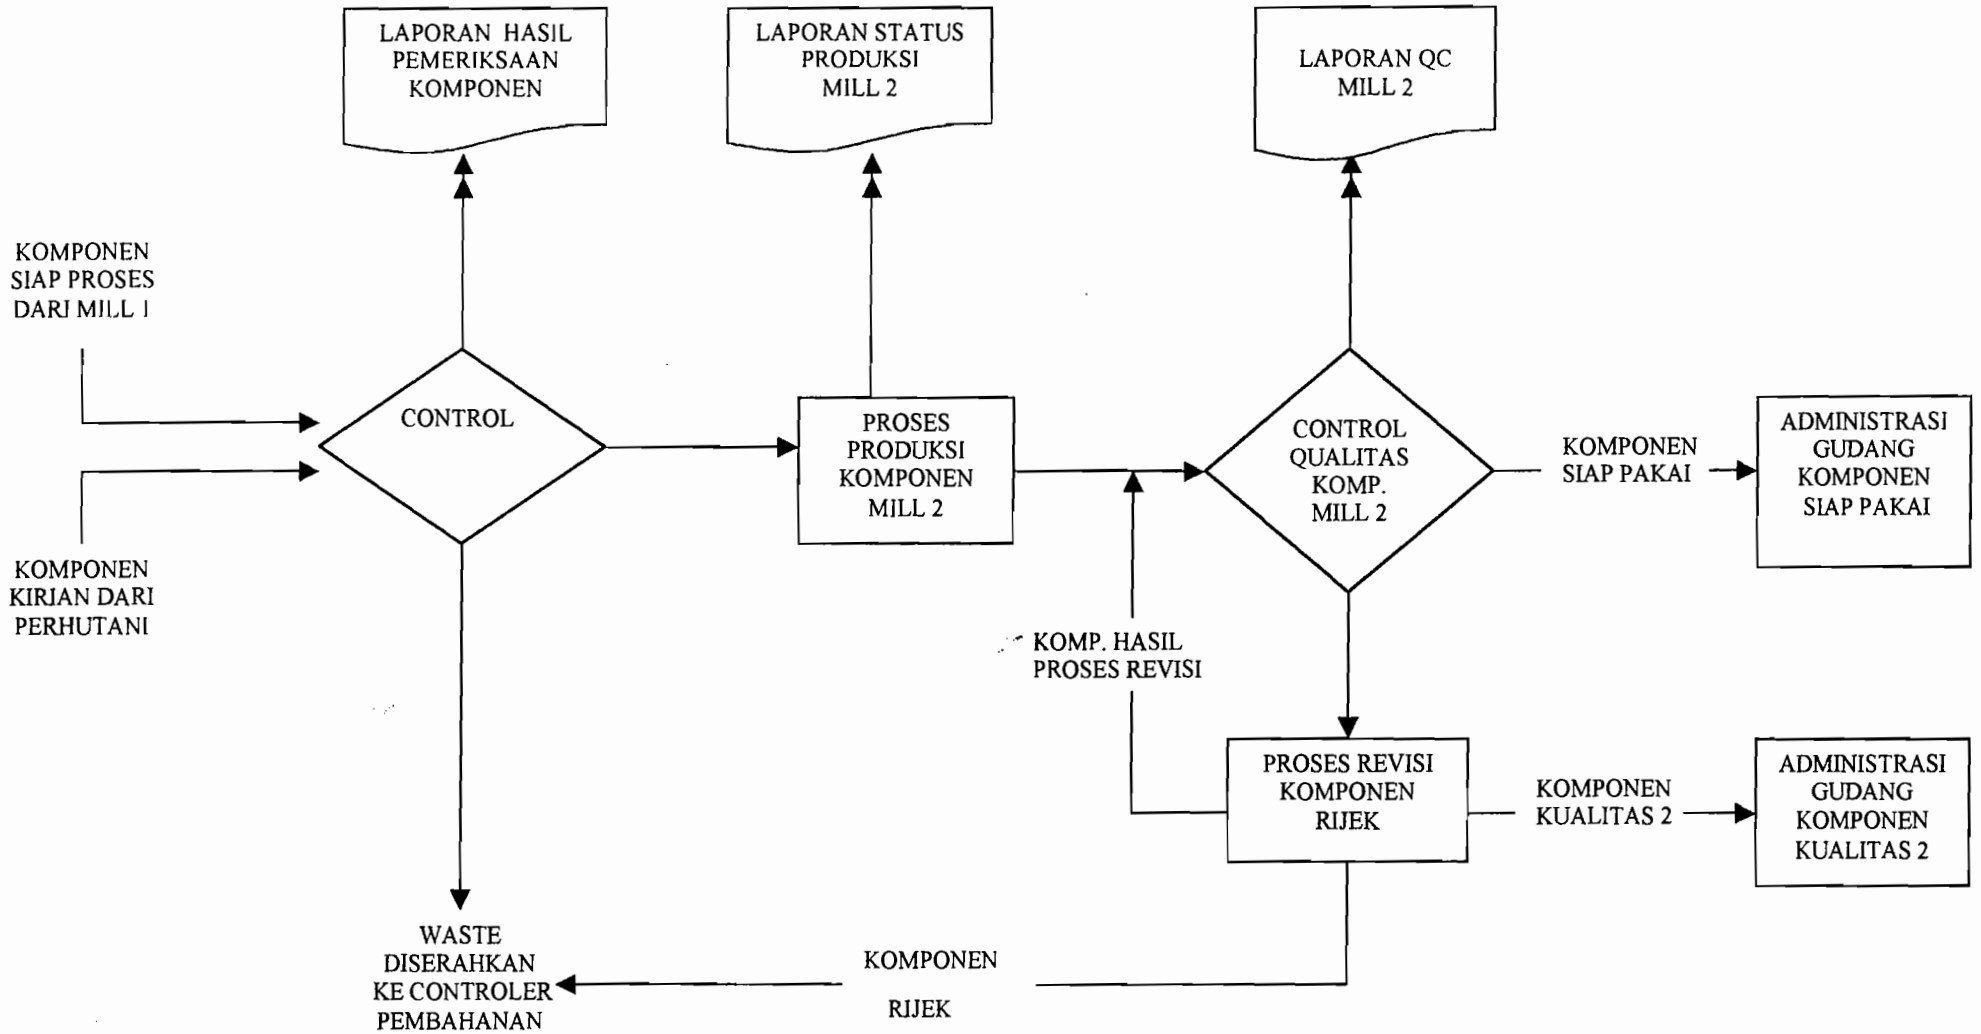 LAPORAN HASIL
PEMERIKSAAN
KOMPONEN
LAPORAN STATUS
PRODUKSI
MILL 2
LAPORAN QC
MILL 2
KOMPONEN
SIAP PROSES
DARI MILL 1
CONTROL
PROSES
PRODUKSI
KOMPONEN
MILL 2
CONTROL
QUALITAS
KOMP.
MILL 2
KOMPONEN
SIAP PAKAI
ADMINISTRASI
GUDANG
KOMPONEN
SIAP PAKAI
KOMPONEN
KIRIAN DARI
PERHUTANI
KOMP. HASIL
PROSES REVISI
PROSES REVISI
KOMPONEN
RIJEK
KOMPONEN
KUALITAS 2
ADMINISTRASI
GUDANG
KOMPONEN
KUALITAS 2
WASTE
DISERAHKAN
KE CONTROLER
PEMBAHANAN
KOMPONEN
RIJEK